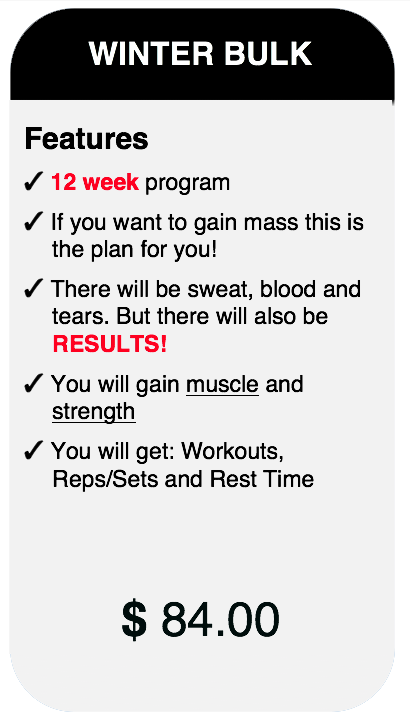 WINTER BULK
Features
✓ 12 week program
✓ If you want to gain mass this is
the plan for you!
✓ There will be sweat, blood and
tears. But there will also be
RESULTS!
✓ You will gain muscle and
strength
✓ You will get: Workouts,
Reps/Sets and Rest Time
$ 84.00